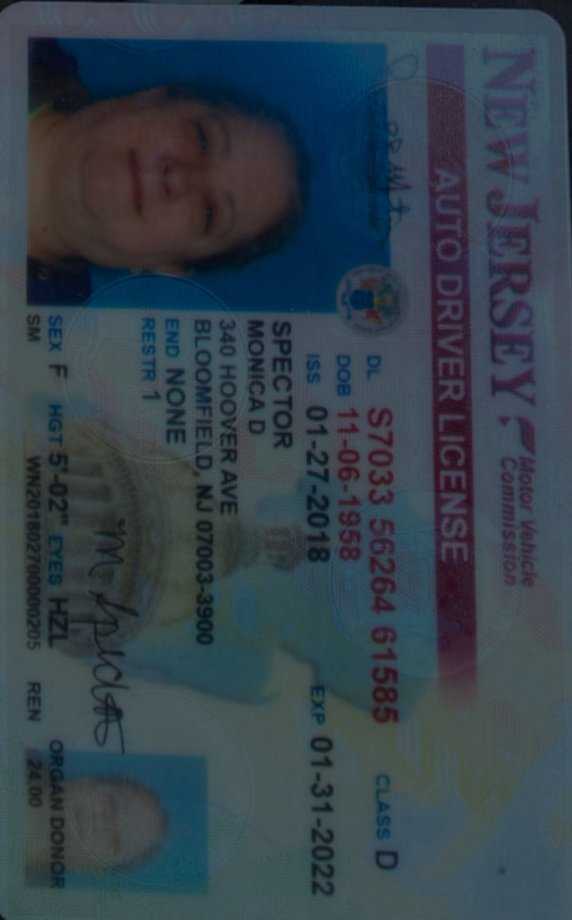 NEW JERSEY
Motor Vehicle
Commission
AUTO DRIVER LICENSE
DL S7033 56264 61585 CLASS D
DOB 11-06-1958
ISS 01-27-2018 EXP 01-31-2022
SPECTOR
MONICA D
340 HOOVER AVE
BLOOMFIELD, NJ 07003-3900
END NONE
RESTR 1
SEX F HGT 5'-02" EYES HZL
ORGAN DONOR
SM WN20180270000205 REN 24.00